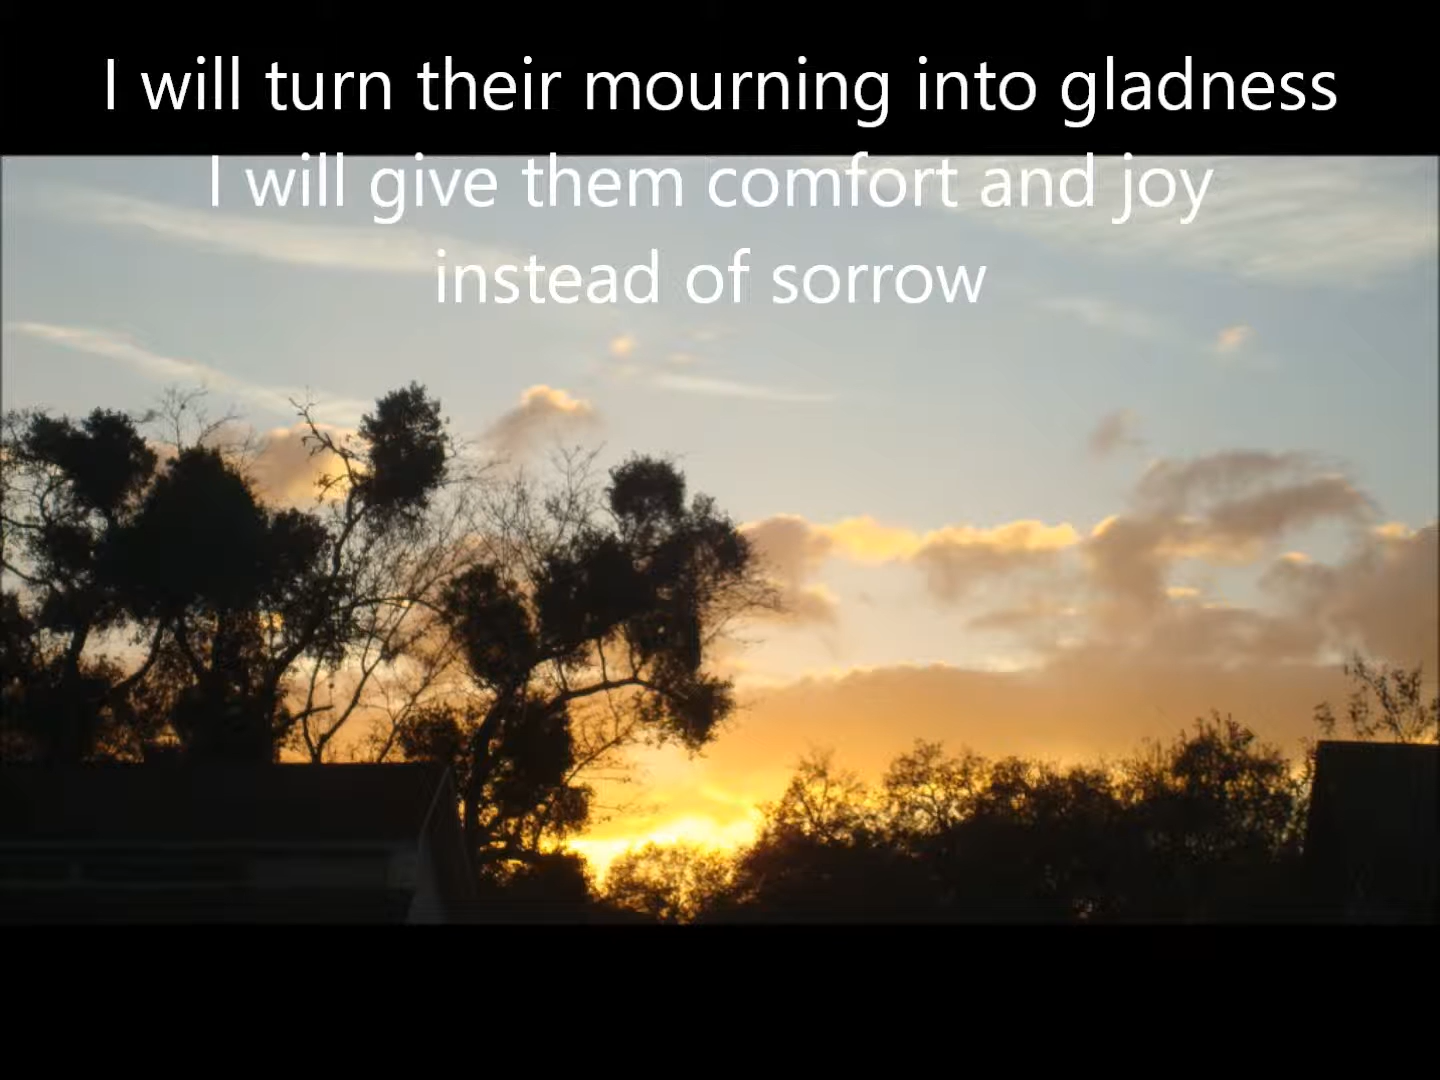 I will turn their mourning into gladness
I will give them comfort and joy
instead of sorrow